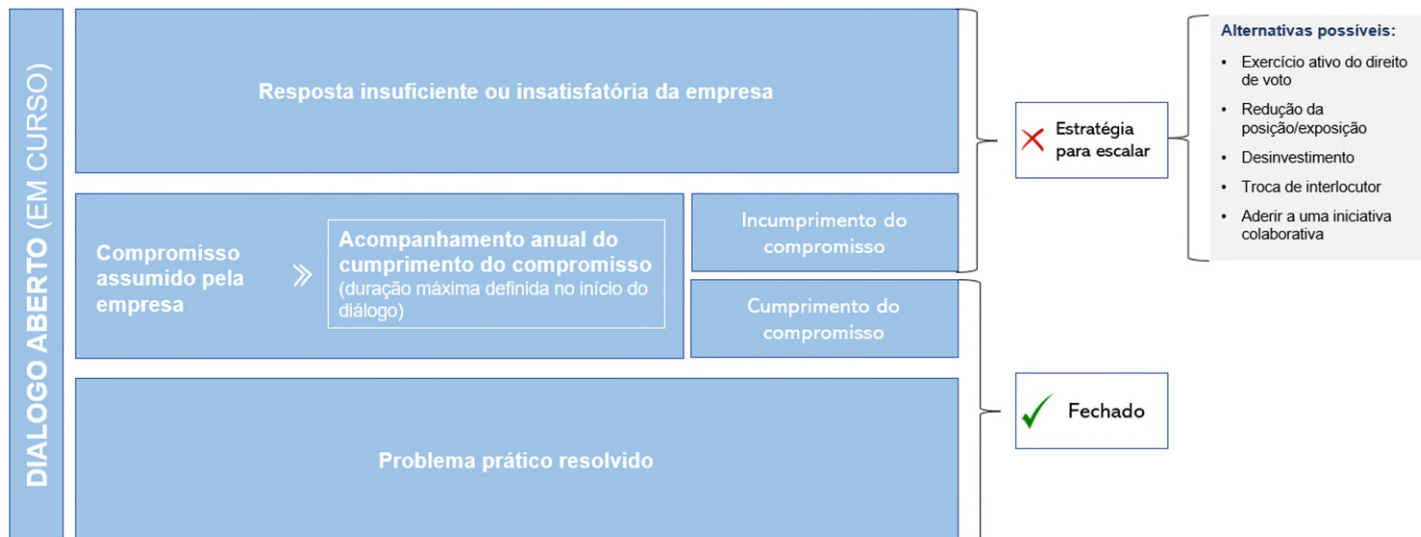 DIALOGO ABERTO (EM CURSO)
Resposta insuficiente ou insatisfatória da empresa
Compromisso
assumido pela
empresa
Acompanhamento anual do
cumprimento do compromisso
(duração máxima definida no início do
diálogo)
Incumprimento do
compromisso
Cumprimento do
compromisso
Problema prático resolvido
Estratégia
para escalar
Fechado
Alternativas possíveis:
• Exercício ativo do direito
de voto
• Redução da
posição/exposição
• Desinvestimento
• Troca de interlocutor
• Aderir a uma iniciativa
colaborativa